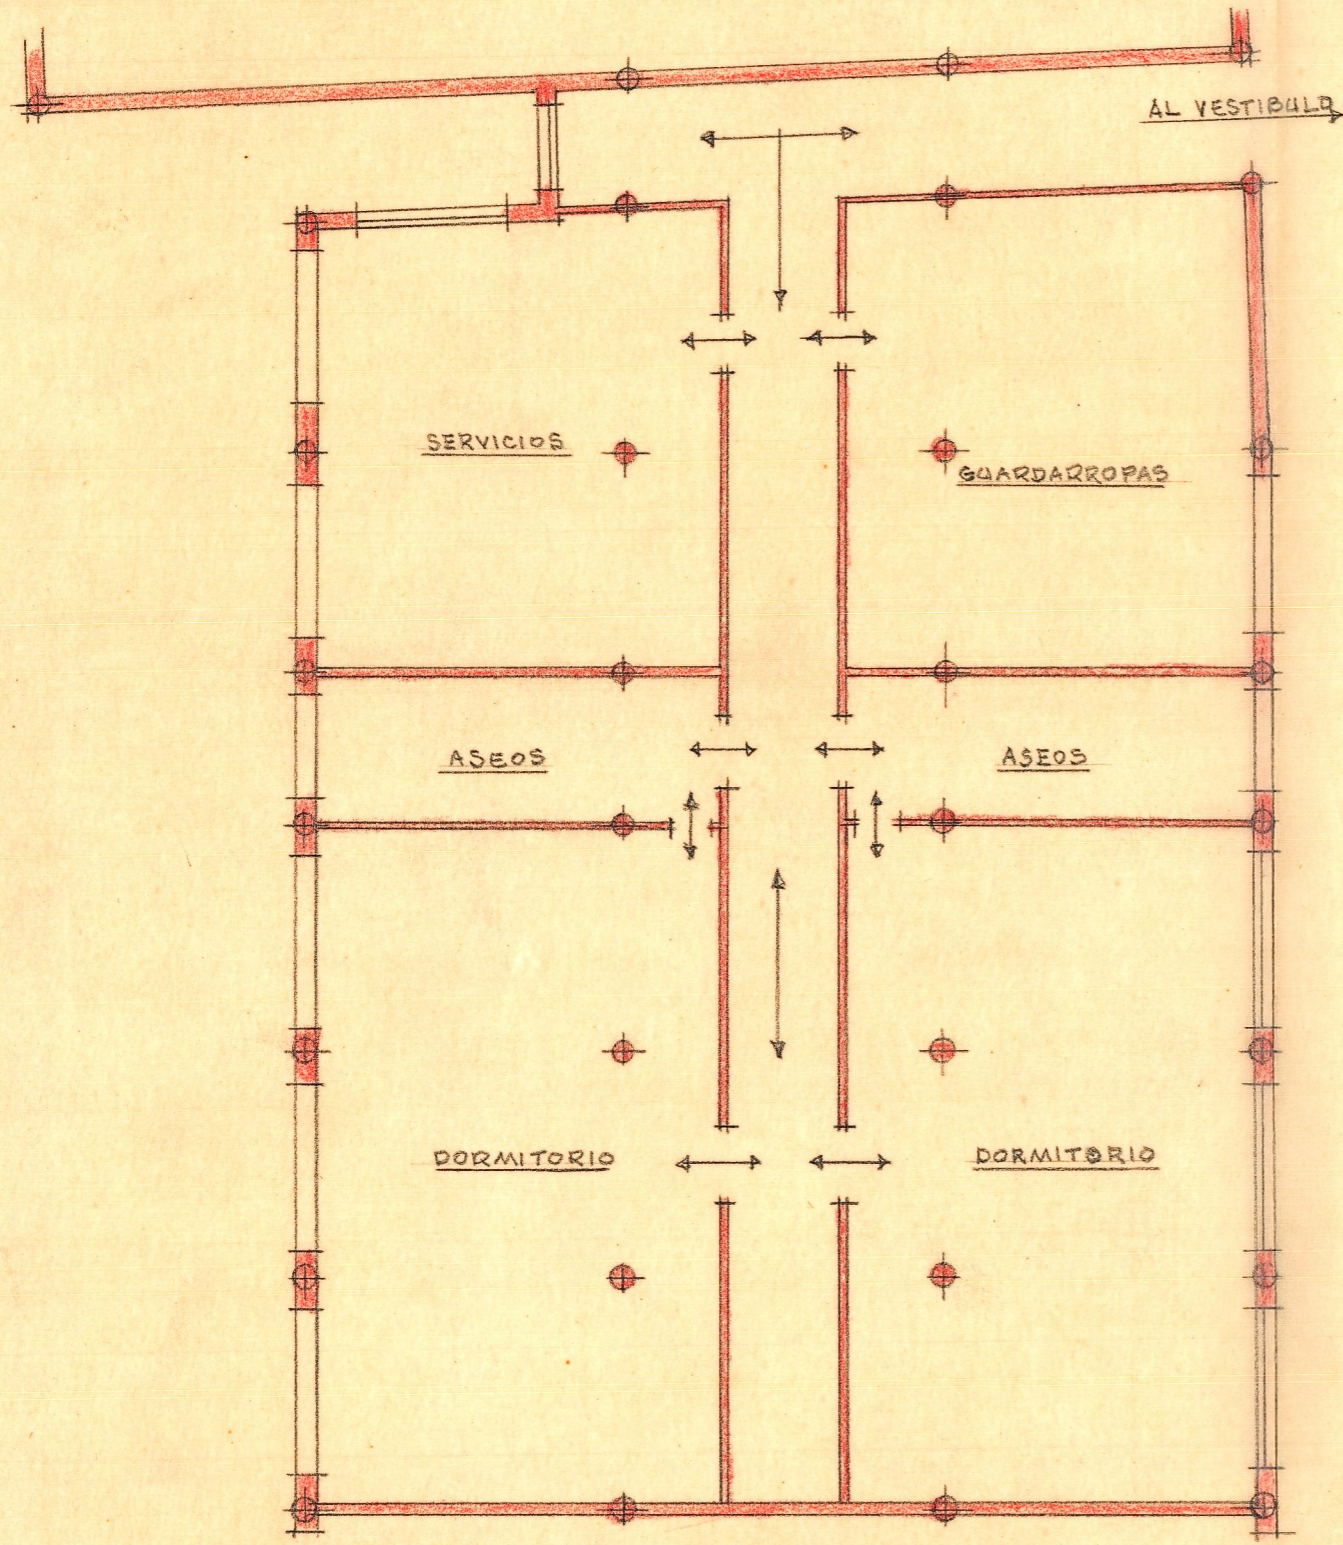 AL VESTIBULO
SERVICIOS
GUARDARROPAS
ASEOS
ASEOS
DORMITORIO
DORMITORIO